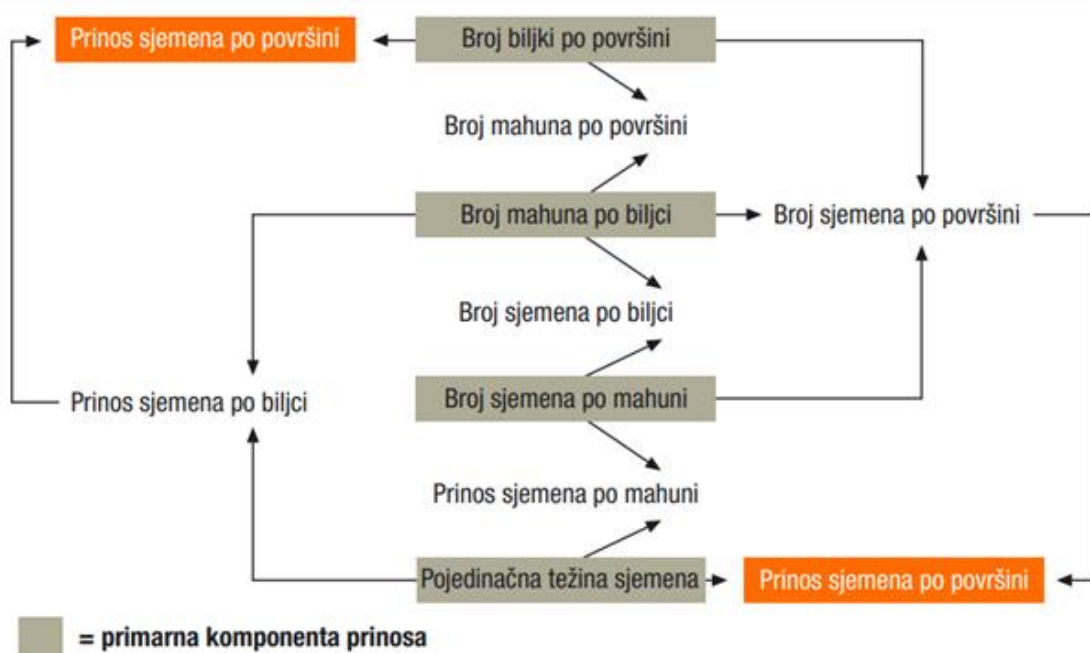 Prinos sjemena po površini
Broj biljki po površini
Broj mahuna po površini
Broj mahuna po biljci
Broj sjemena po površini
Broj sjemena po biljci
Prinos sjemena po biljci
Broj sjemena po mahuni
Prinos sjemena po mahuni
Pojedinačna težina sjemena
Prinos sjemena po površini
= primarna komponenta prinosa